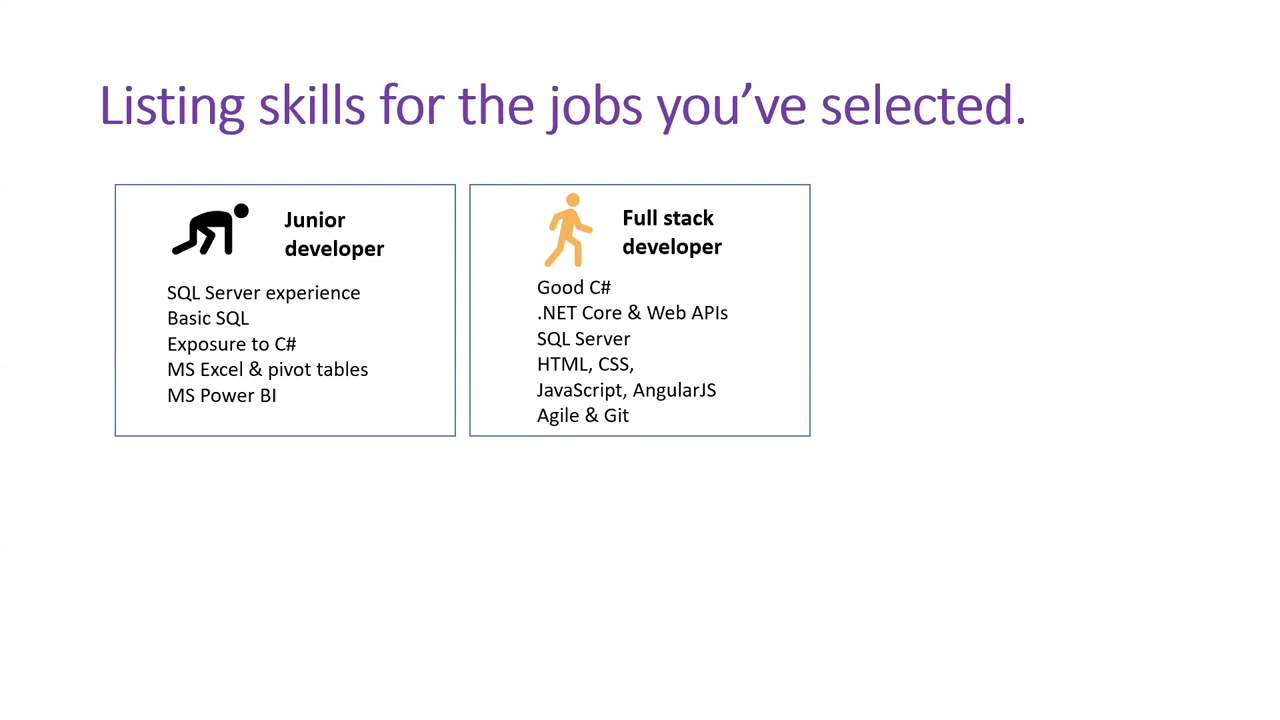 Listing skills for the jobs you’ve selected.
Junior
developer
SQL Server experience
Basic SQL
Exposure to C#
MS Excel & pivot tables
MS Power BI
Full stack
developer
Good C#
.NET Core & Web APIs
SQL Server
HTML, CSS,
JavaScript, AngularJS
Agile & Git